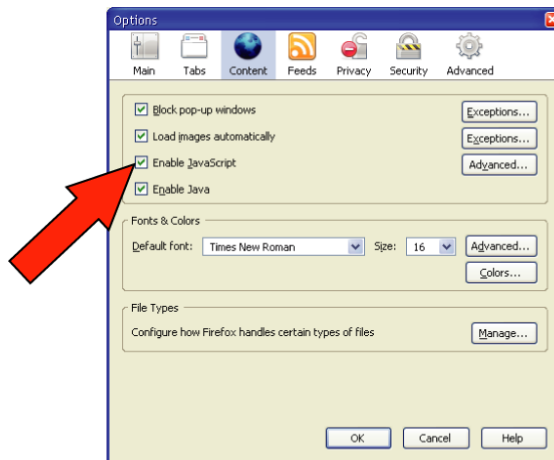 Options
Main Tabs Content Feeds Privacy Security Advanced
Block pop-up windows Exceptions...
Load images automatically Exceptions...
Enable JavaScript Advanced...
Enable Java
Fonts & Colors
Default font: Times New Roman Size: 16 Advanced...
Colors...
File Types
Configure how Firefox handles certain types of files Manage...
OK Cancel Help